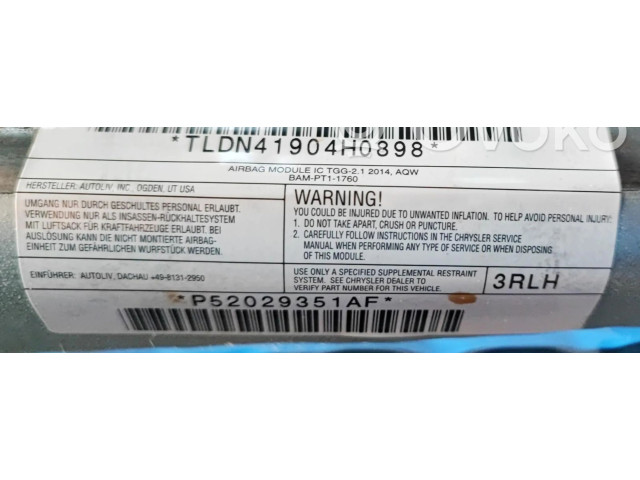 *TLDN41904H0398*
AIRBAG MODULE IC TGG-2.1 2014, AQW
BAM-PT1-1760
HERSTELLER: AUTOLIV, INC., OGDEN, UT USA
UMGANG NUR DURCH GESCHULTES PERSONAL ERLAUBT.
VERWENDUNG NUR ALS INSASSEN-RÜCKHALTESYSTEM
MIT LUFTSACK FÜR KRAFTFAHRZEUGE ERLAUBT. BEI
AUSLÖSUNG KANN DIE NICHT MONTIERTE AIRBAG-
EINHEIT ZUM GEFÄHRLICHEN WURFGESCHOSS WERDEN.
EINFÜHRER: AUTOLIV, DACHAU +49-8131-2950
WARNING!
YOU COULD BE INJURED DUE TO UNWANTED INFLATION. TO HELP AVOID PERSONAL INJURY:
1. DO NOT TAKE APART, CRUSH OR PUNCTURE.
2. CAREFULLY FOLLOW INSTRUCTIONS IN THE CHRYSLER SERVICE
MANUAL WHEN PERFORMING ANY TYPE OF SERVICE OR WHEN DISPOSING
OF THIS MODULE.
USE ONLY A SPECIFIED SUPPLEMENTAL RESTRAINT
SYSTEM. SEE CHRYSLER DEALER TO
VERIFY PART NUMBER FOR THIS VEHICLE.
3RLH
*P52029351AF*